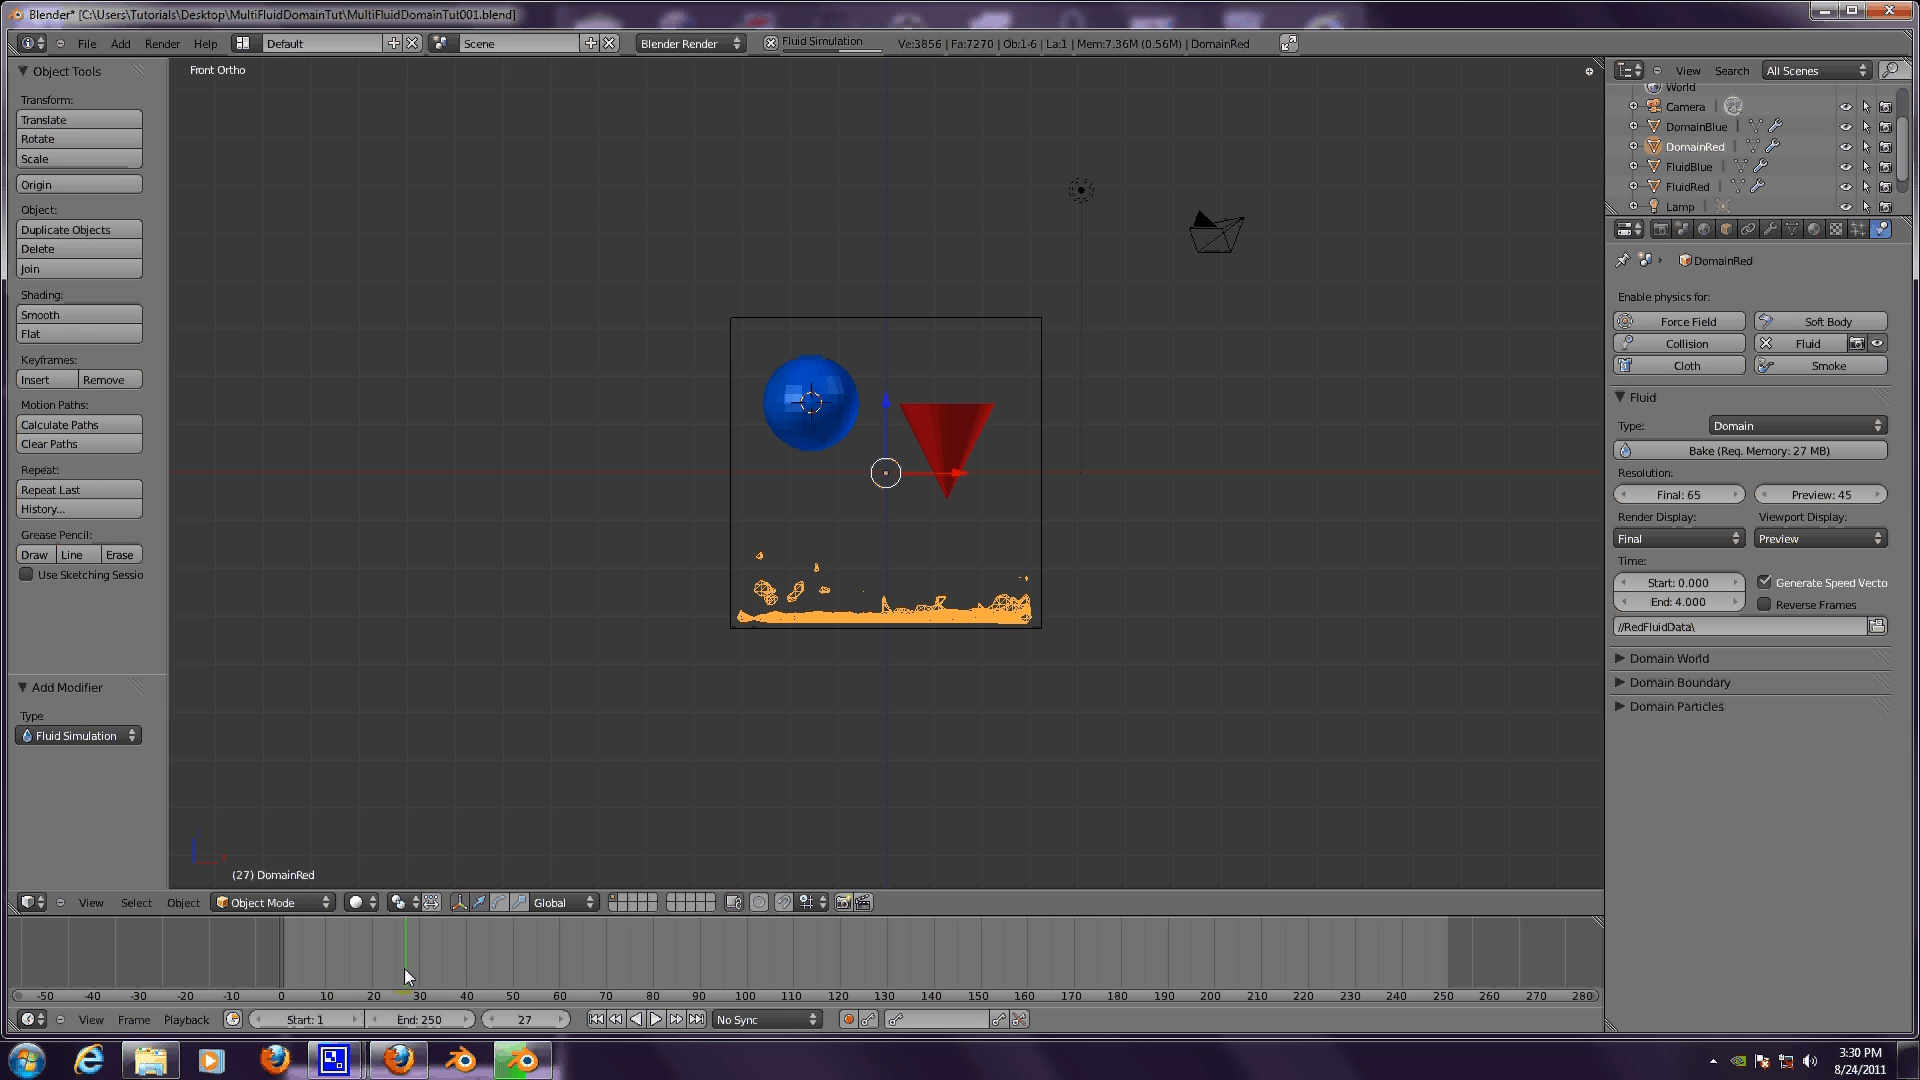 Blender* [C:\Users\Tutorials\Desktop\MultiFluidDomainTut\MultiFluidDomainTut001.blend]
File Add Render Help Default Scene Blender Render Fluid Simulation Ve:3856 | Fa:7270 | Ob:1-6 | La:1 | Mem:7.36M (0.56M) | DomainRed
Object Tools
Transform:
Translate
Rotate
Scale
Origin
Object:
Duplicate Objects
Delete
Join
Shading:
Smooth
Flat
Keyframes:
Insert Remove
Motion Paths:
Calculate Paths
Clear Paths
Repeat:
Repeat Last
History...
Grease Pencil:
Draw Line Erase
Use Sketching Sessio
Add Modifier
Type
Fluid Simulation
Front Ortho
(27) DomainRed
View Select Object Object Mode Global
View Search All Scenes
World
Camera
DomainBlue
DomainRed
FluidBlue
FluidRed
Lamp
DomainRed
Enable physics for:
Force Field Soft Body
Collision Fluid
Cloth Smoke
Fluid
Type: Domain
Bake (Req. Memory: 27 MB)
Resolution:
Final: 65 Preview: 45
Render Display: Viewport Display:
Final Preview
Time:
Start: 0.000 Generate Speed Vecto
End: 4.000 Reverse Frames
//RedFluidData\
Domain World
Domain Boundary
Domain Particles
-50 -40 -30 -20 -10 0 10 20 30 40 50 60 70 80 90 100 110 120 130 140 150 160 170 180 190 200 210 220 230 240 250 260 270 280
View Frame Playback Start: 1 End: 250 27 No Sync
3:30 PM
8/24/2011